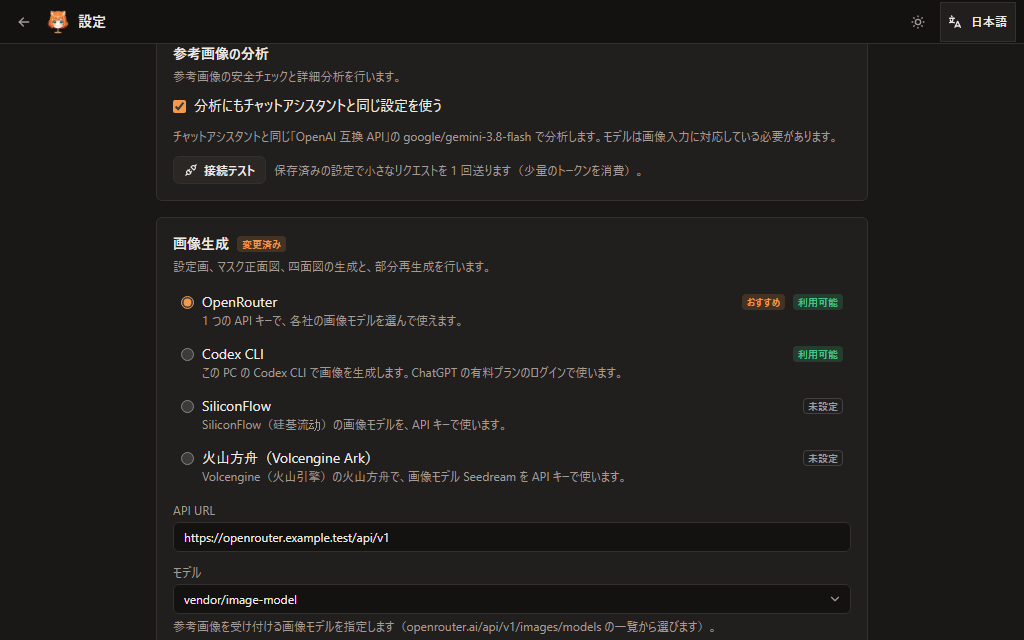 設定
日本語
参考画像の分析
参考画像の安全チェックと詳細分析を行います。
分析にもチャットアシスタントと同じ設定を使う
チャットアシスタントと同じ「OpenAI 互換 API」の google/gemini-3.8-flash で分析します。モデルは画像入力に対応している必要があります。
接続テスト 保存済みの設定で小さなリクエストを 1 回送ります（少量のトークンを消費）。
画像生成 変更済み
設定画、マスク正面図、四面図の生成と、部分再生成を行います。
OpenRouter おすすめ 利用可能
1 つの API キーで、各社の画像モデルを選んで使えます。
Codex CLI 利用可能
この PC の Codex CLI で画像を生成します。ChatGPT の有料プランのログインで使います。
SiliconFlow 未設定
SiliconFlow（硅基流动）の画像モデルを、API キーで使います。
火山方舟（Volcengine Ark） 未設定
Volcengine（火山引擎）の火山方舟で、画像モデル Seedream を API キーで使います。
API URL
https://openrouter.example.test/api/v1
モデル
vendor/image-model
参考画像を受け付ける画像モデルを指定します（openrouter.ai/api/v1/images/models の一覧から選びます）。